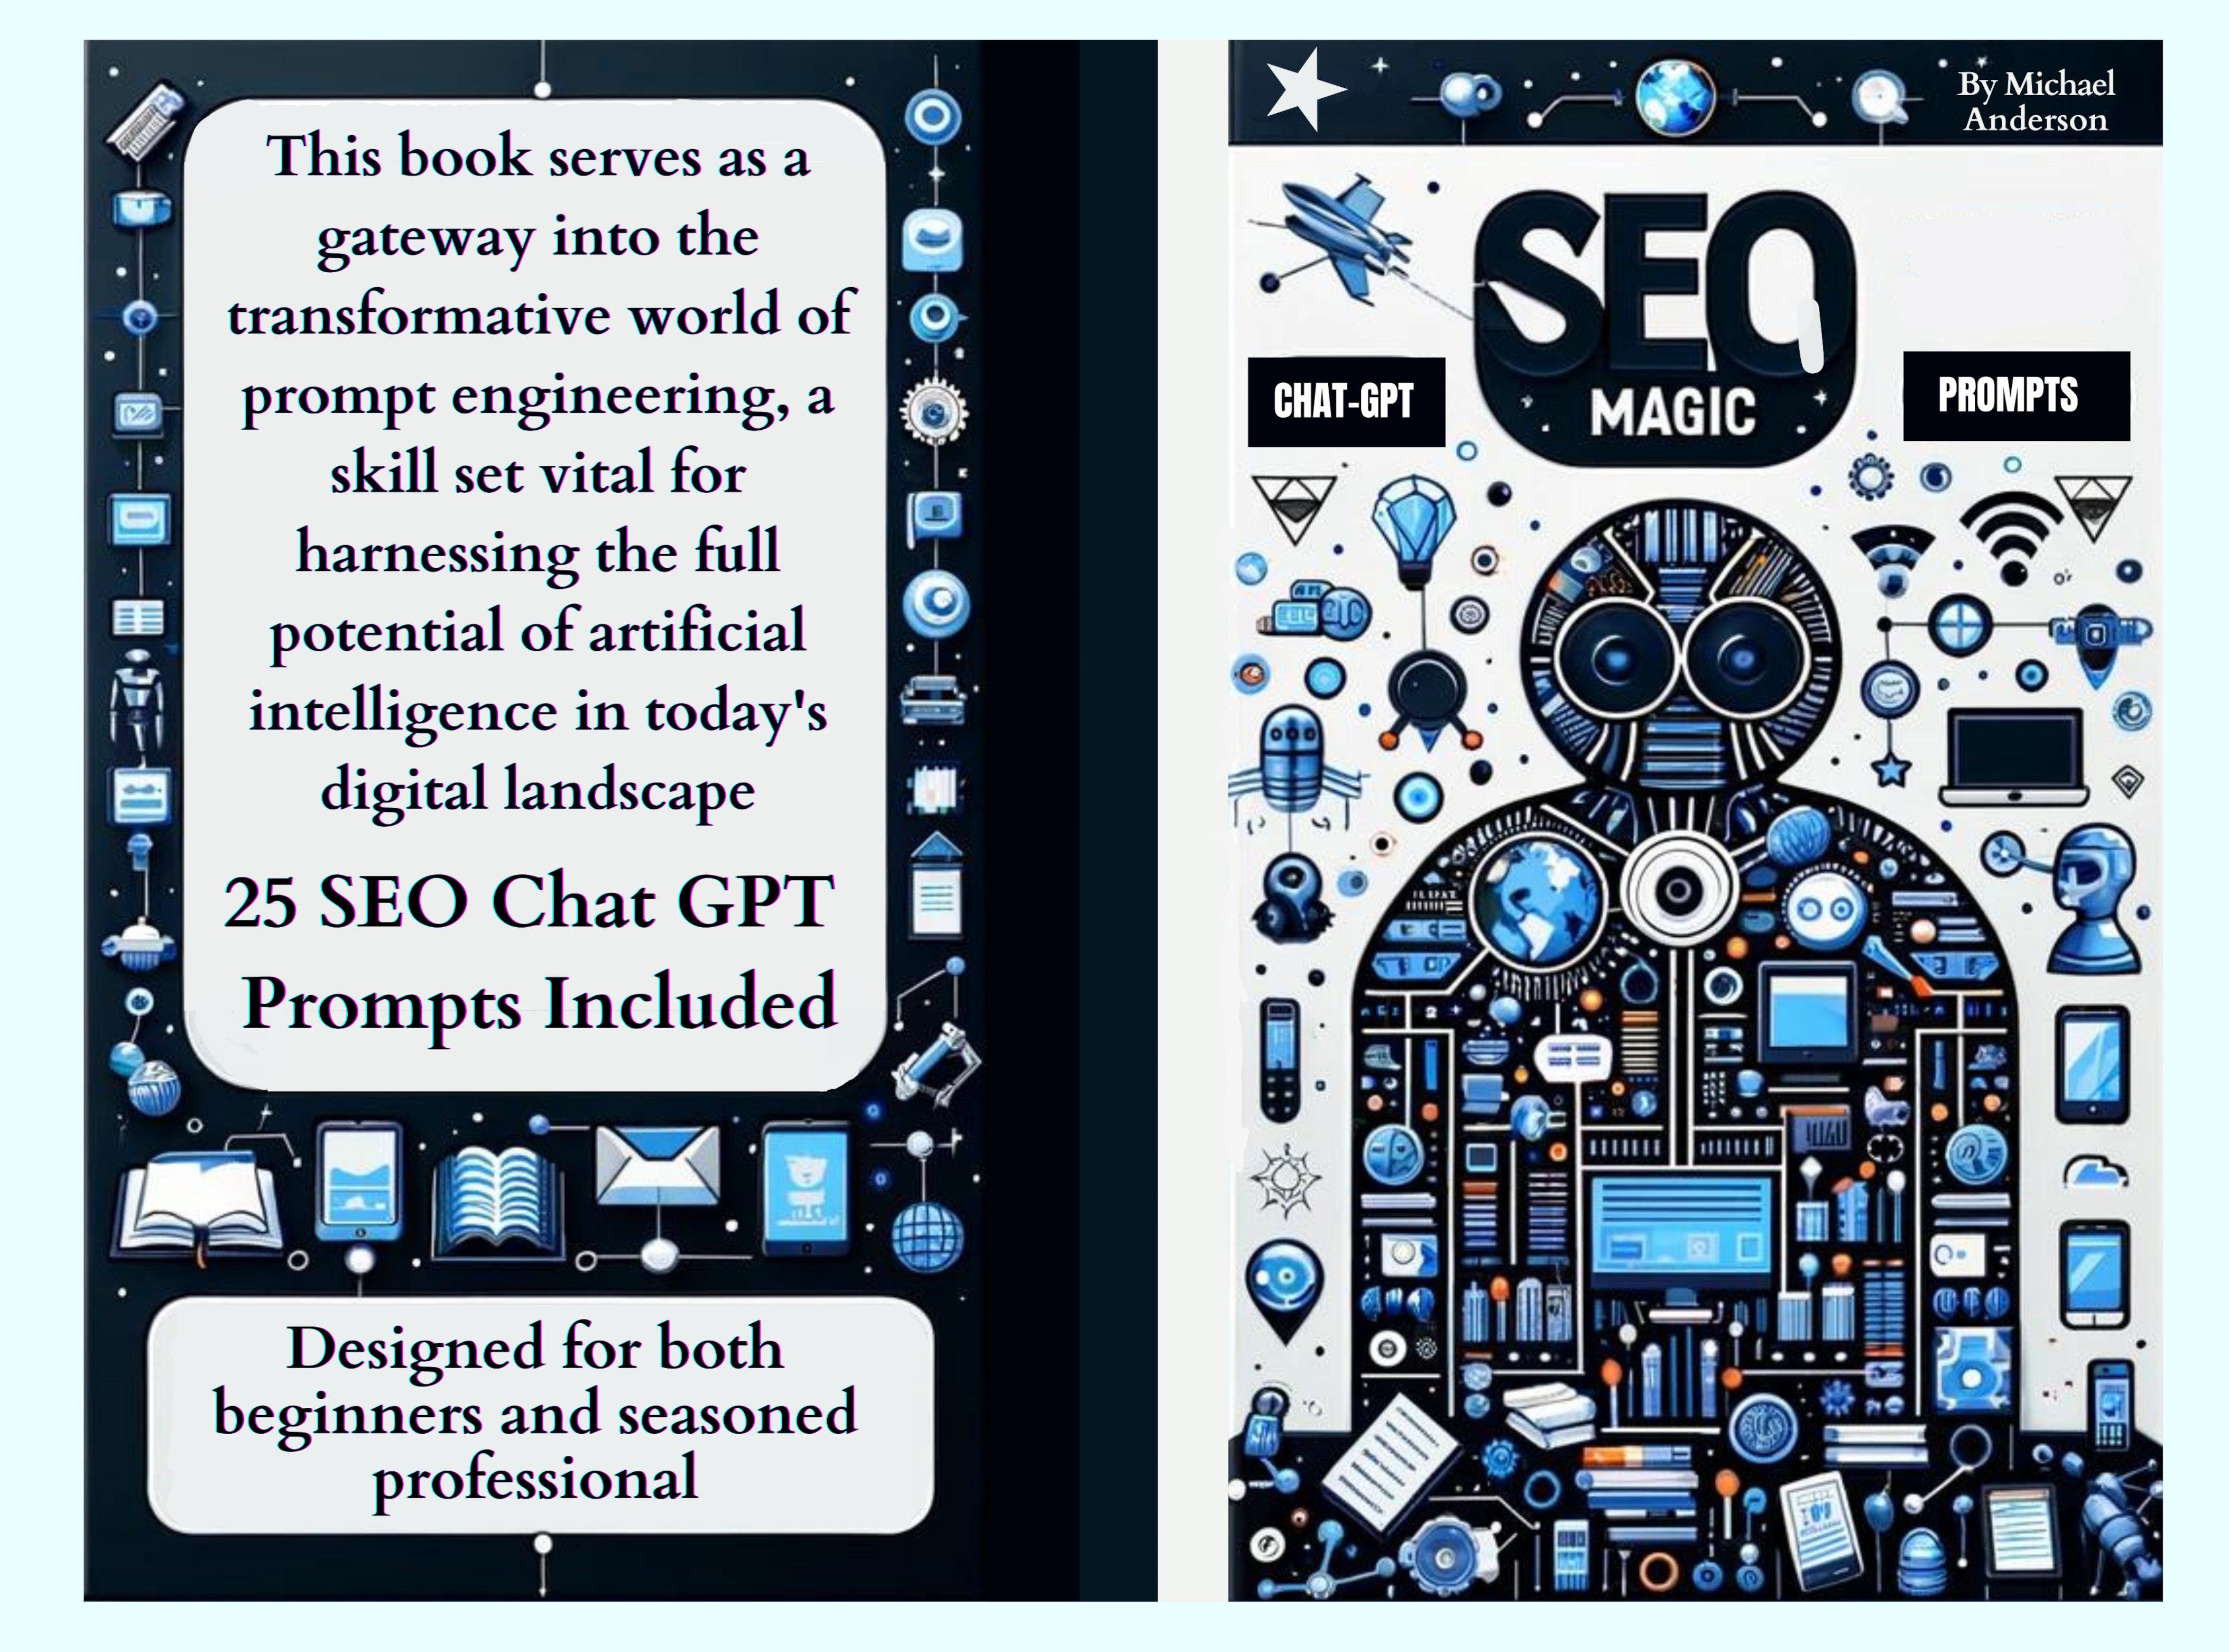 This book serves as a
gateway into the
transformative world of
prompt engineering, a
skill set vital for
harnessing the full
potential of artificial
intelligence in today's
digital landscape
25 SEO Chat GPT
Prompts Included
Designed for both
beginners and seasoned
professional
By Michael
Anderson
SEO
MAGIC
CHAT-GPT
PROMPTS